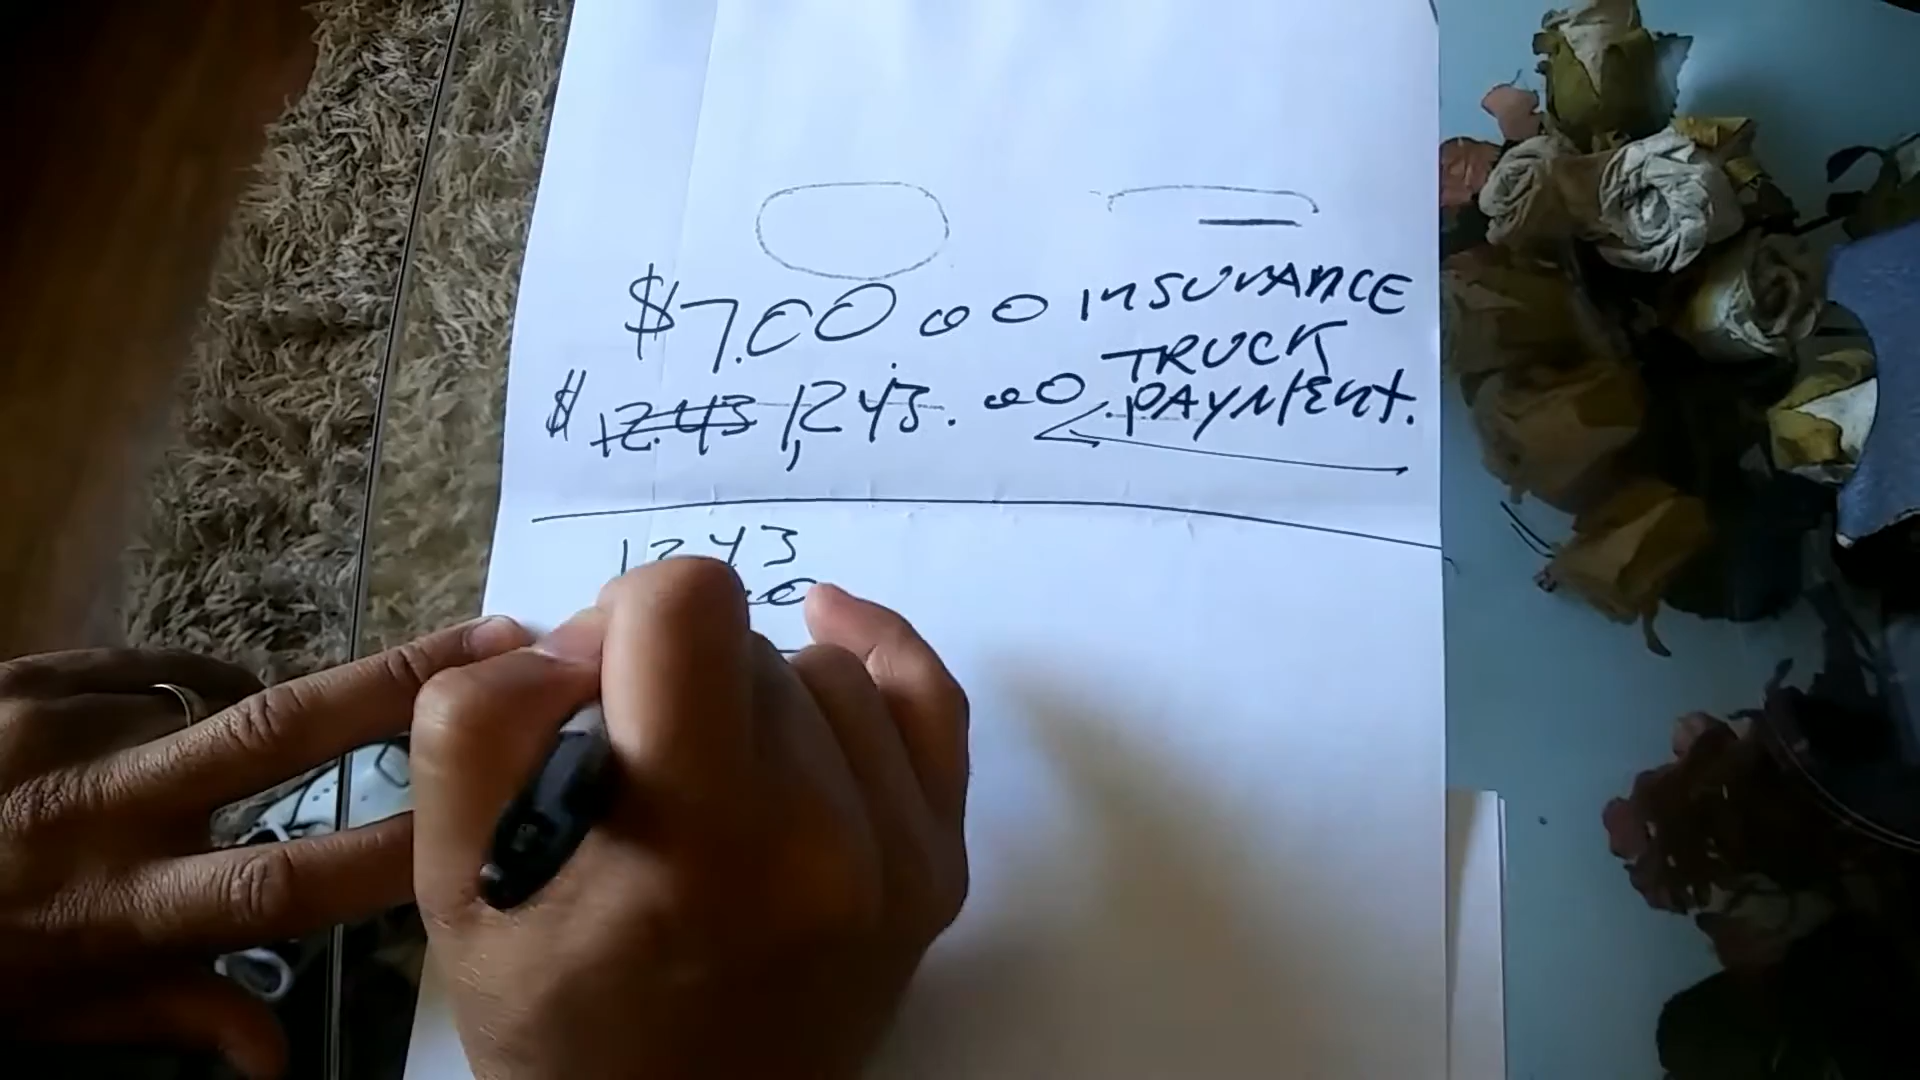 $7.00 00 INSURANCE
TRUCK
$ 12.43 1,243. 00 PAYMENT.
1243